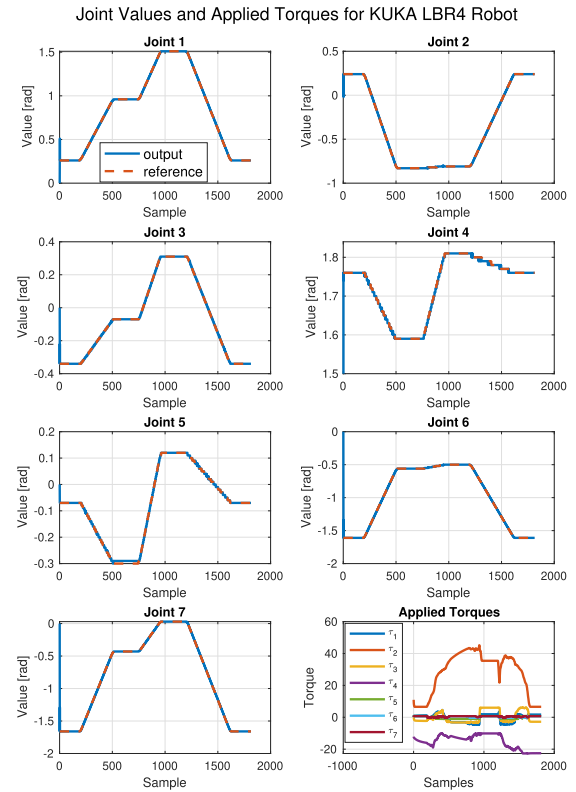 Joint Values and Applied Torques for KUKA LBR4 Robot
Joint 1
Value [rad]
1.5
1
0.5
0
output
reference
0 500 1000 1500 2000
Sample
Joint 2
Value [rad]
0.5
0
-0.5
-1
0 500 1000 1500 2000
Sample
Joint 3
Value [rad]
0.4
0.2
0
-0.2
-0.4
0 500 1000 1500 2000
Sample
Joint 4
Value [rad]
1.8
1.7
1.6
1.5
0 500 1000 1500 2000
Sample
Joint 5
Value [rad]
0.2
0.1
0
-0.1
-0.2
-0.3
0 500 1000 1500 2000
Sample
Joint 6
Value [rad]
0
-0.5
-1
-1.5
-2
0 500 1000 1500 2000
Sample
Joint 7
Value [rad]
0
-0.5
-1
-1.5
-2
0 500 1000 1500 2000
Sample
Applied Torques
Torque
60
40
20
0
-20
τ1
τ2
τ3
τ4
τ5
τ6
τ7
-1000 0 1000 2000
Samples